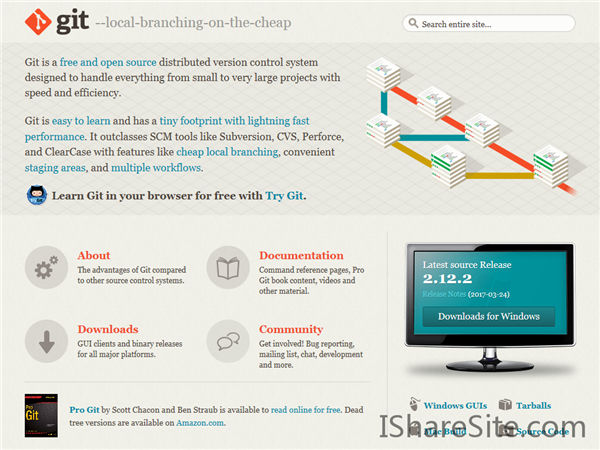 git --local-branching-on-the-cheap
Search entire site...
Git is a free and open source distributed version control system
designed to handle everything from small to very large projects with
speed and efficiency.
Git is easy to learn and has a tiny footprint with lightning fast
performance. It outclasses SCM tools like Subversion, CVS, Perforce,
and ClearCase with features like cheap local branching, convenient
staging areas, and multiple workflows.
Learn Git in your browser for free with Try Git.
About
The advantages of Git compared
to other source control systems.
Documentation
Command reference pages, Pro
Git book content, videos and
other material.
Downloads
GUI clients and binary releases
for all major platforms.
Community
Get involved! Bug reporting,
mailing list, chat, development
and more.
Latest source Release
2.12.2
Release Notes (2017-03-24)
Downloads for Windows
Pro
Git
Pro Git by Scott Chacon and Ben Straub is available to read online for free. Dead
tree versions are available on Amazon.com.
Windows GUIs
Tarballs
Mac Build
Source Code
IShareSite.com